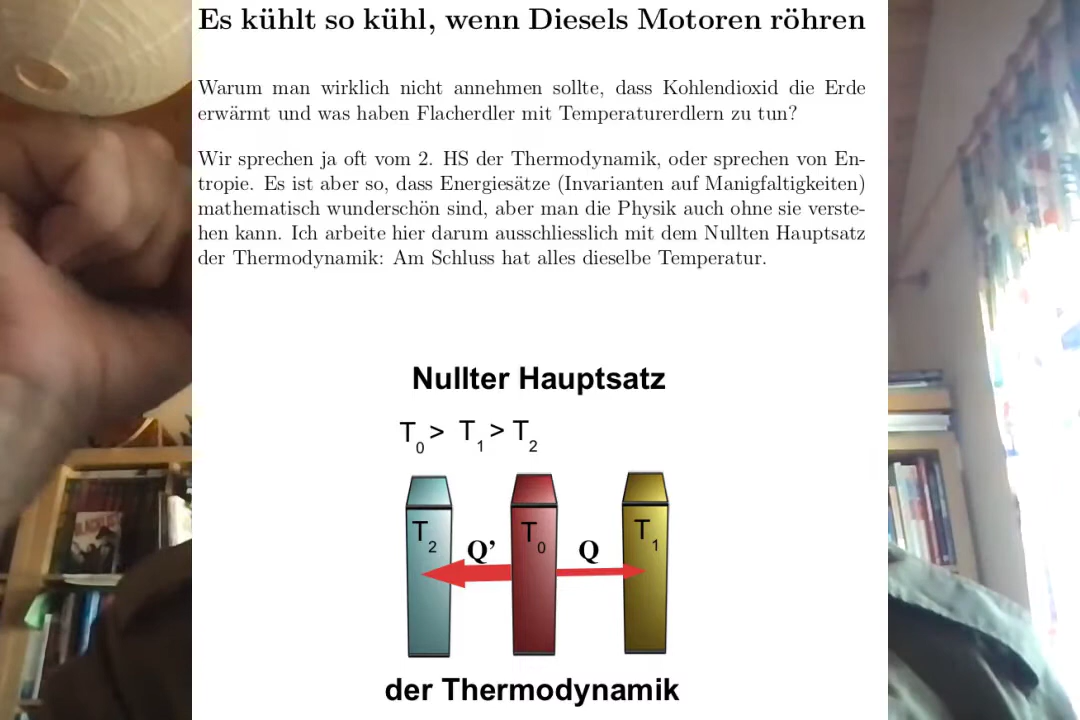 Es kühlt so kühl, wenn Diesels Motoren röhren
Warum man wirklich nicht annehmen sollte, dass Kohlendioxid die Erde
erwärmt und was haben Flacherdler mit Temperaturerdlern zu tun?
Wir sprechen ja oft vom 2. HS der Thermodynamik, oder sprechen von En-
tropie. Es ist aber so, dass Energiesätze (Invarianten auf Manigfaltigkeiten)
mathematisch wunderschön sind, aber man die Physik auch ohne sie verste-
hen kann. Ich arbeite hier darum ausschliesslich mit dem Nullten Hauptsatz
der Thermodynamik: Am Schluss hat alles dieselbe Temperatur.
Nullter Hauptsatz
T0 > T1 > T2
T2 Q' T0 Q T1
der Thermodynamik